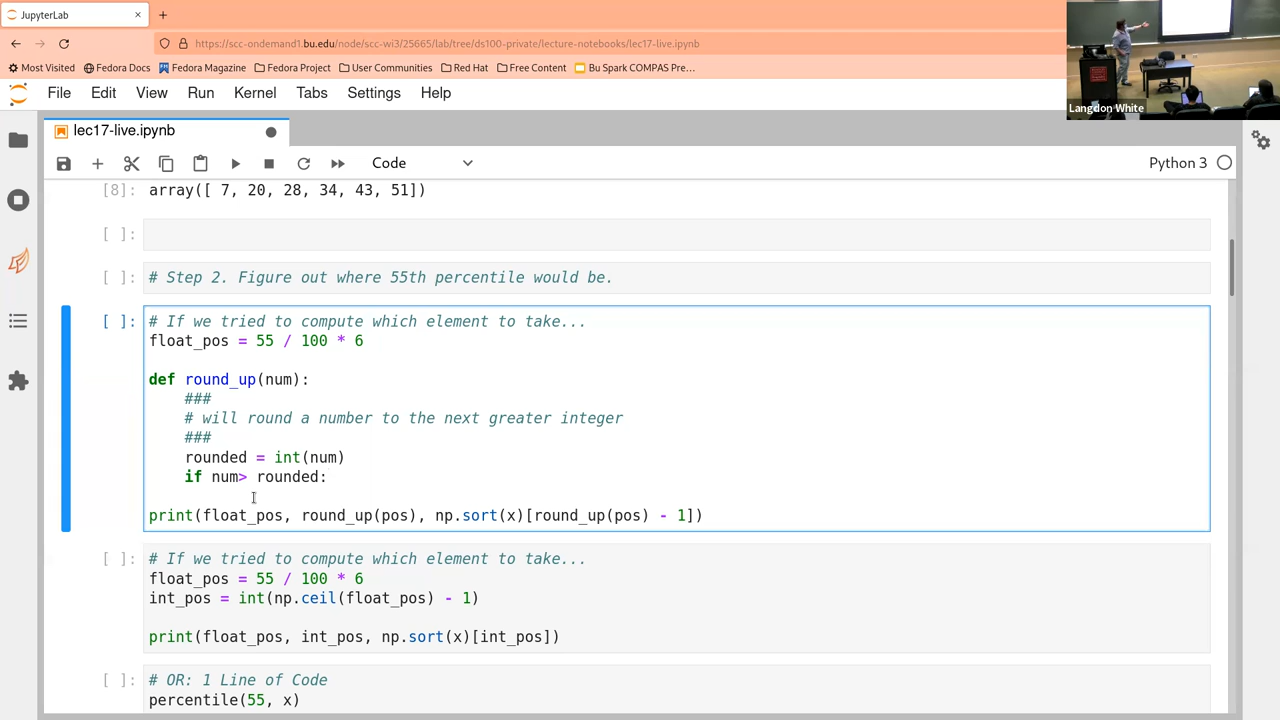 JupyterLab
https://scc-ondemand1.bu.edu/node/scc-wi3/25665/lab/tree/ds100-private/lecture-notebooks/lec17-live.ipynb
Most Visited Fedora Docs Fedora Magazine Fedora Project User Communities Red Hat Free Content Bu Spark COMPAS Pre...
Langdon White
File Edit View Run Kernel Tabs Settings Help
lec17-live.ipynb
Code Python 3
[8]: array([ 7, 20, 28, 34, 43, 51])
[ ]:
[ ]: # Step 2. Figure out where 55th percentile would be.
[ ]: # If we tried to compute which element to take...
float_pos = 55 / 100 * 6
def round_up(num):
###
# will round a number to the next greater integer
###
rounded = int(num)
if num> rounded:
print(float_pos, round_up(pos), np.sort(x)[round_up(pos) - 1])
[ ]: # If we tried to compute which element to take...
float_pos = 55 / 100 * 6
int_pos = int(np.ceil(float_pos) - 1)
print(float_pos, int_pos, np.sort(x)[int_pos])
[ ]: # OR: 1 Line of Code
percentile(55, x)